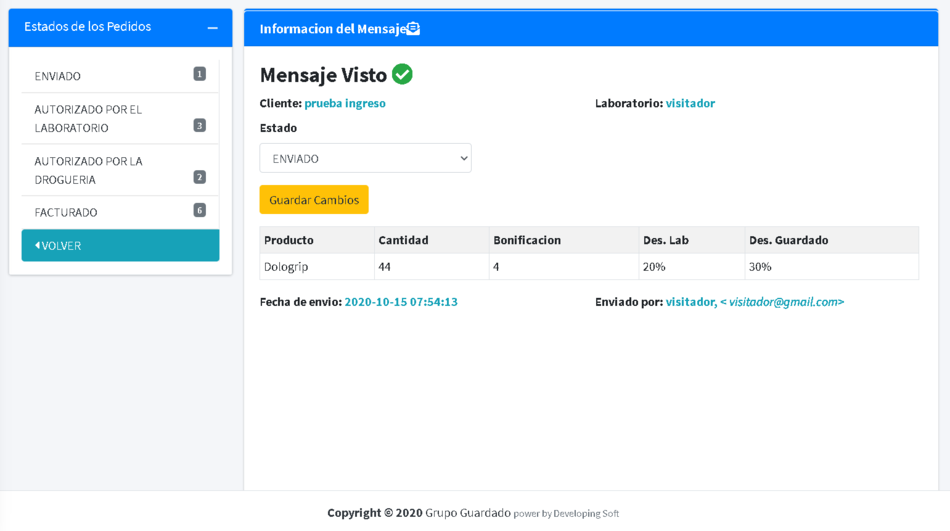 Estados de los Pedidos
ENVIADO 1
AUTORIZADO POR EL
LABORATORIO 3
AUTORIZADO POR LA
DROGUERIA 2
FACTURADO 6
VOLVER
Informacion del Mensaje
Mensaje Visto
Cliente: prueba ingreso Laboratorio: visitador
Estado
ENVIADO
Guardar Cambios
Producto Cantidad Bonificacion Des. Lab Des. Guardado
Dologrip 44 4 20% 30%
Fecha de envio: 2020-10-15 07:54:13 Enviado por: visitador, < visitador@gmail.com>
Copyright © 2020 Grupo Guardado power by Developing Soft